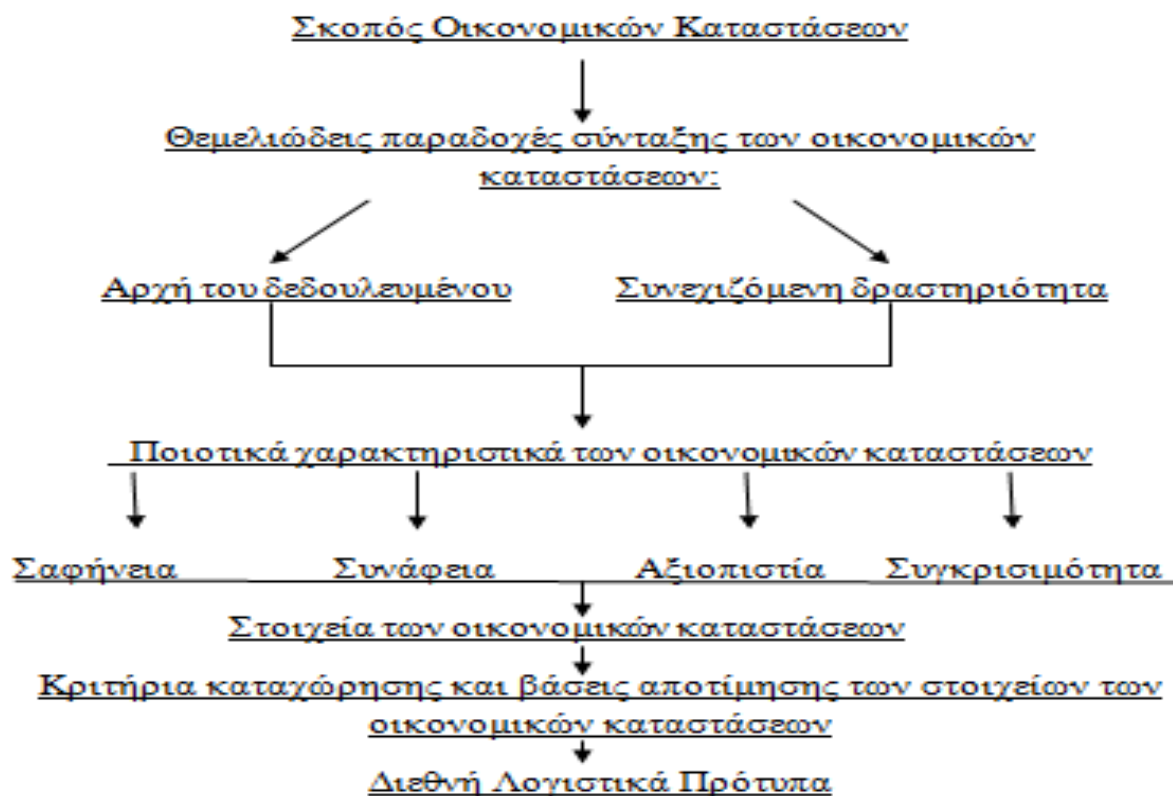 Σκοπός Οικονομικών Καταστάσεων
Θεμελιώδεις παραδοχές σύνταξης των οικονομικών
καταστάσεων:
Αρχή του δεδουλευμένου Συνεχιζόμενη δραστηριότητα
Ποιοτικά χαρακτηριστικά των οικονομικών καταστάσεων
Σαφήνεια Συνάφεια Αξιοπιστία Συγκρισιμότητα
Στοιχεία των οικονομικών καταστάσεων
Κριτήρια καταχώρησης και βάσεις αποτίμησης των στοιχείων των
οικονομικών καταστάσεων
Διεθνή Λογιστικά Πρότυπα